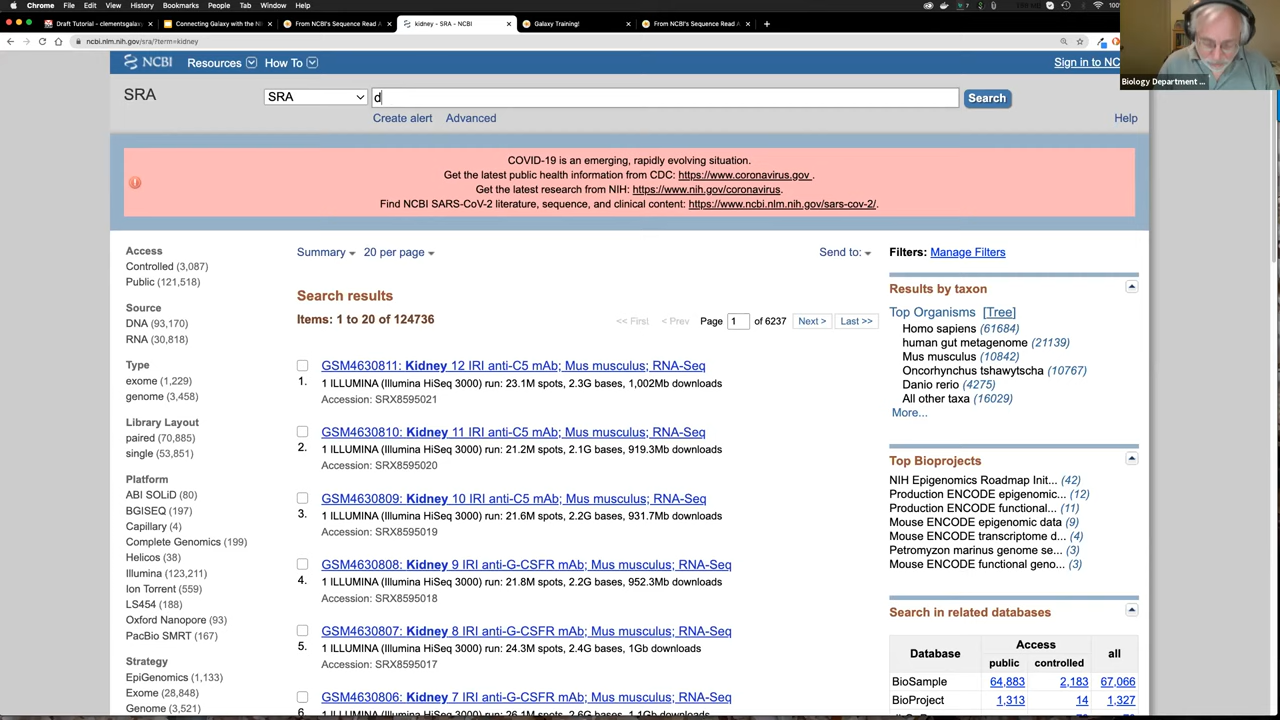 Chrome File Edit View History Bookmarks People Tab Window Help 100%
Draft Tutorial - clementsgalaxy Connecting Galaxy with the N From NCBI's Sequence Read A kidney - SRA - NCBI Galaxy Training! From NCBI's Sequence Read A
ncbi.nlm.nih.gov/sra/?term=kidney
Biology Department ...
NCBI Resources How To Sign in to NC
SRA SRA d Search
Create alert Advanced Help
COVID-19 is an emerging, rapidly evolving situation.
Get the latest public health information from CDC: https://www.coronavirus.gov .
Get the latest research from NIH: https://www.nih.gov/coronavirus.
Find NCBI SARS-CoV-2 literature, sequence, and clinical content: https://www.ncbi.nlm.nih.gov/sars-cov-2/.
Access
Controlled (3,087)
Public (121,518)
Source
DNA (93,170)
RNA (30,818)
Type
exome (1,229)
genome (3,458)
Library Layout
paired (70,885)
single (53,851)
Platform
ABI SOLiD (80)
BGISEQ (197)
Capillary (4)
Complete Genomics (199)
Helicos (38)
Illumina (123,211)
Ion Torrent (559)
LS454 (188)
Oxford Nanopore (93)
PacBio SMRT (167)
Strategy
EpiGenomics (1,133)
Exome (28,848)
Genome (3,521)
Summary 20 per page Send to:
Search results
Items: 1 to 20 of 124736
<< First < Prev Page 1 of 6237 Next > Last >>
GSM4630811: Kidney 12 IRI anti-C5 mAb; Mus musculus; RNA-Seq
1. 1 ILLUMINA (Illumina HiSeq 3000) run: 23.1M spots, 2.3G bases, 1,002Mb downloads
Accession: SRX8595021
GSM4630810: Kidney 11 IRI anti-C5 mAb; Mus musculus; RNA-Seq
2. 1 ILLUMINA (Illumina HiSeq 3000) run: 21.2M spots, 2.1G bases, 919.3Mb downloads
Accession: SRX8595020
GSM4630809: Kidney 10 IRI anti-C5 mAb; Mus musculus; RNA-Seq
3. 1 ILLUMINA (Illumina HiSeq 3000) run: 21.6M spots, 2.2G bases, 931.7Mb downloads
Accession: SRX8595019
GSM4630808: Kidney 9 IRI anti-G-CSFR mAb; Mus musculus; RNA-Seq
4. 1 ILLUMINA (Illumina HiSeq 3000) run: 21.8M spots, 2.2G bases, 952.3Mb downloads
Accession: SRX8595018
GSM4630807: Kidney 8 IRI anti-G-CSFR mAb; Mus musculus; RNA-Seq
5. 1 ILLUMINA (Illumina HiSeq 3000) run: 24.3M spots, 2.4G bases, 1Gb downloads
Accession: SRX8595017
GSM4630806: Kidney 7 IRI anti-G-CSFR mAb; Mus musculus; RNA-Seq
6. 1 ILLUMINA (Illumina HiSeq 3000) run: 26.1M spots, 2.6G bases, 1.1Gb downloads
Filters: Manage Filters
Results by taxon
Top Organisms [Tree]
Homo sapiens (61684)
human gut metagenome (21139)
Mus musculus (10842)
Oncorhynchus tshawytscha (10767)
Danio rerio (4275)
All other taxa (16029)
More...
Top Bioprojects
NIH Epigenomics Roadmap Init... (42)
Production ENCODE epigenomic... (12)
Production ENCODE functional... (11)
Mouse ENCODE epigenomic data (9)
Mouse ENCODE transcriptome d... (4)
Petromyzon marinus genome se... (3)
Mouse ENCODE functional geno... (3)
Search in related databases
Database Access all
public controlled
BioSample 64,883 2,183 67,066
BioProject 1,313 14 1,327